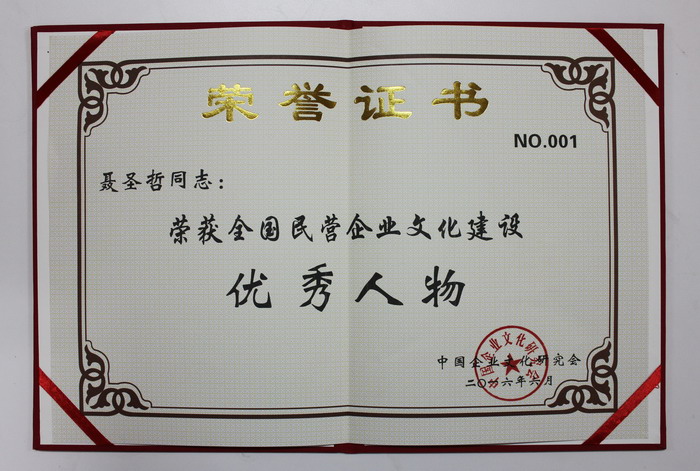 荣誉证书
NO.001
聂圣哲同志：
荣获全国民营企业文化建设
优秀人物
中国企业文化研究会
二〇一六年六月